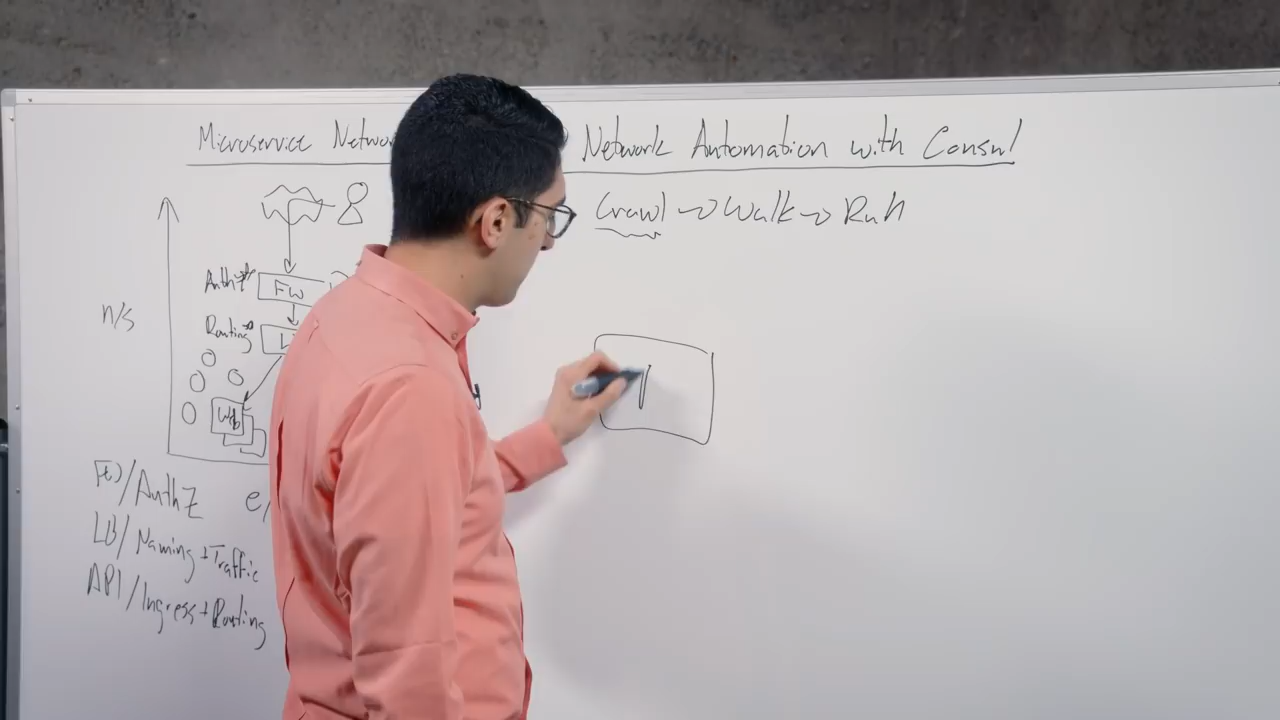 Microservice Networ
Network Automation with Consul
Crawl → Walk → Run
AuthZ
FW
n/s
Routing
L
Web
FW/AuthZ
e/
LB/Naming + Traffic
API/Ingress + Routing